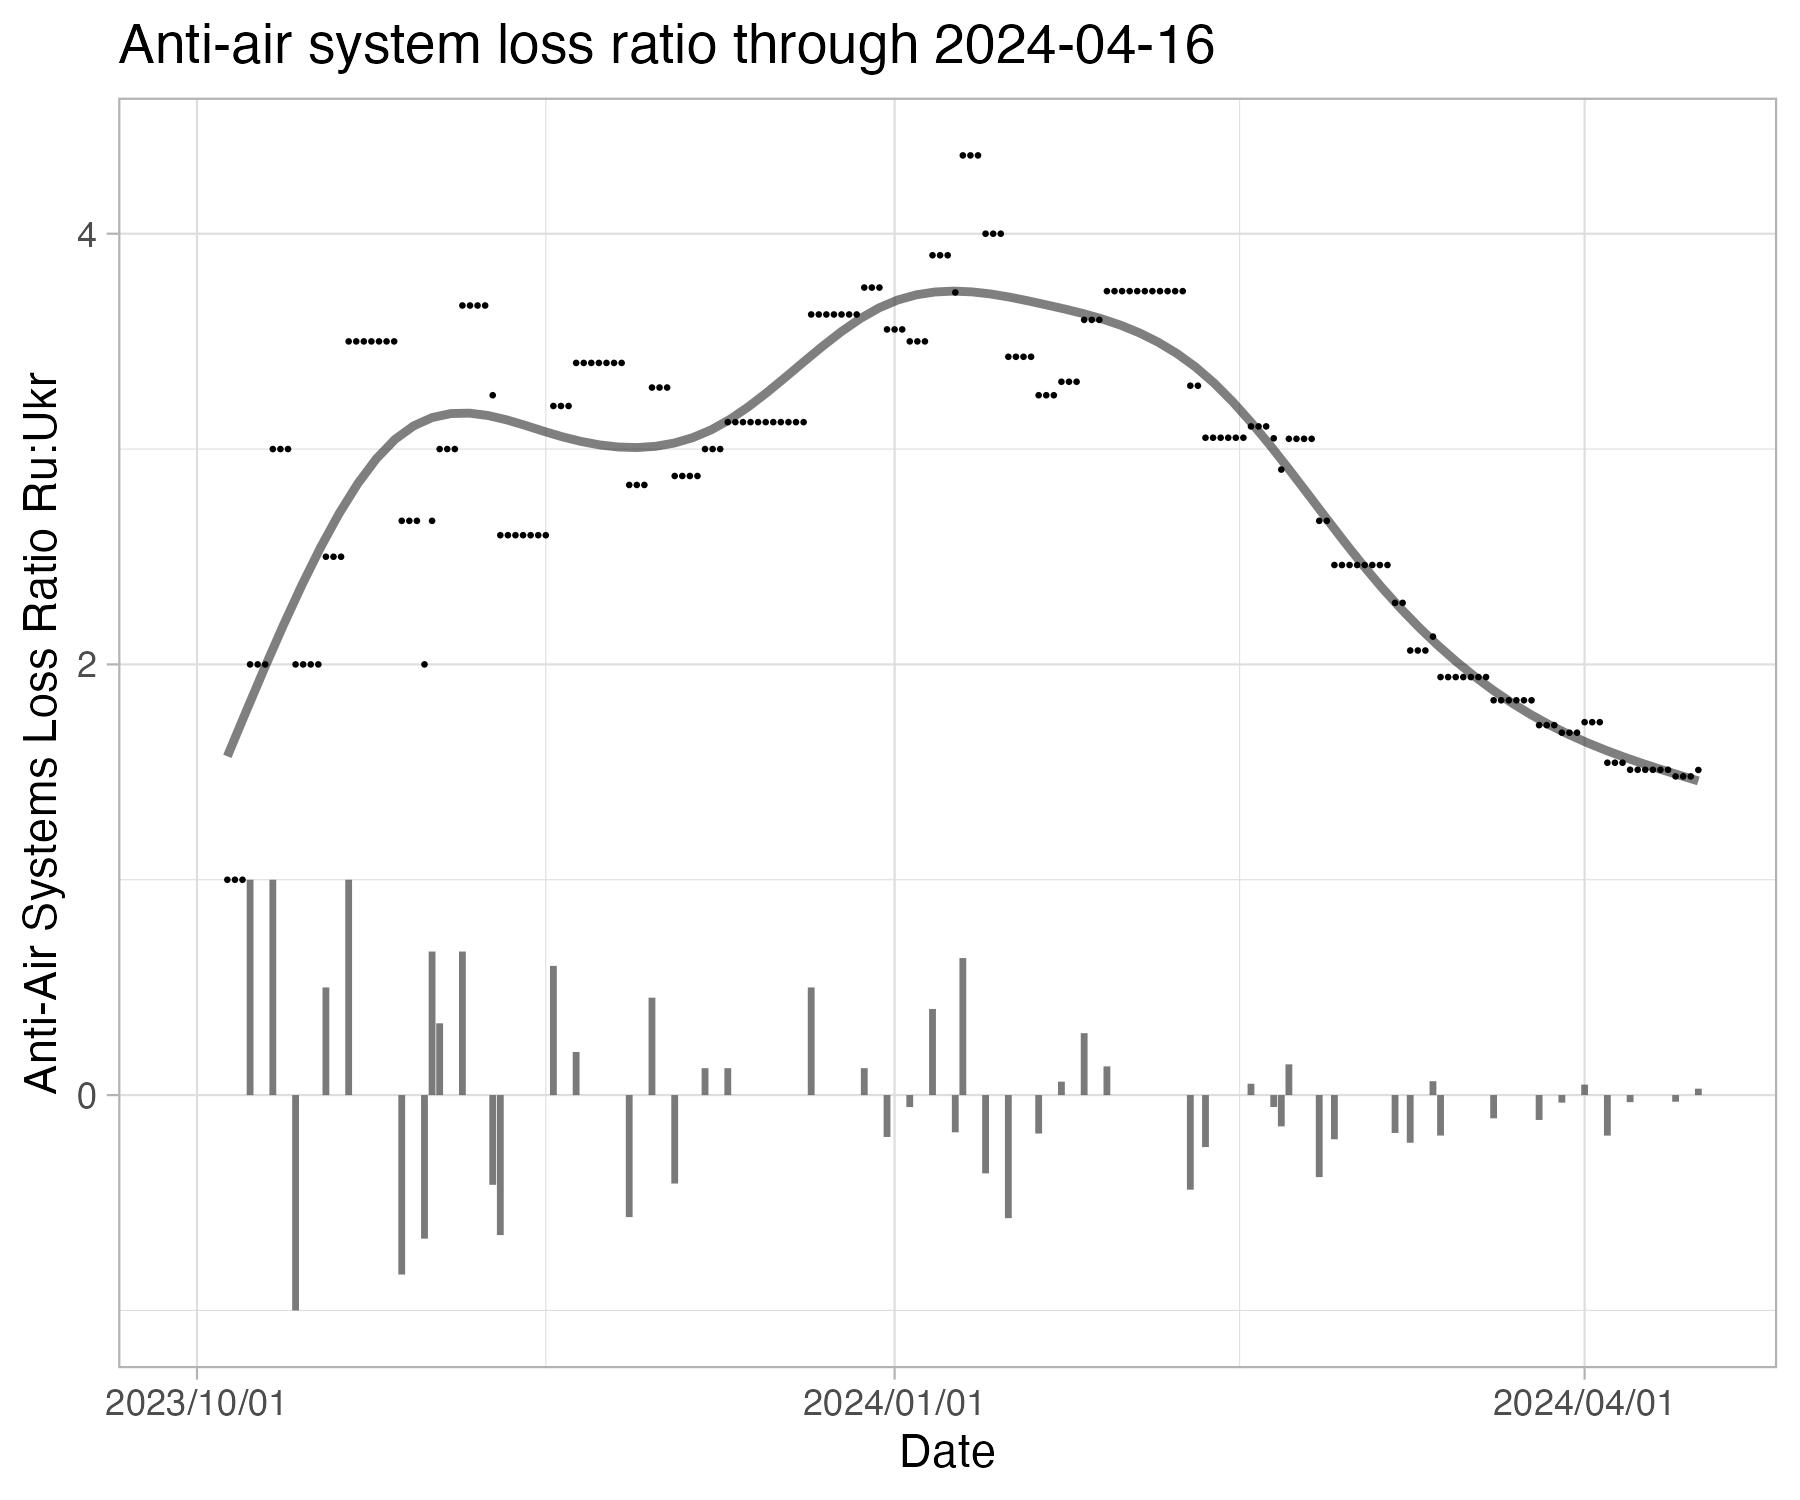 Anti-air system loss ratio through 2024-04-16
Anti-Air Systems Loss Ratio Ru:Ukr
4
2
0
2023/10/01
2024/01/01
2024/04/01
Date